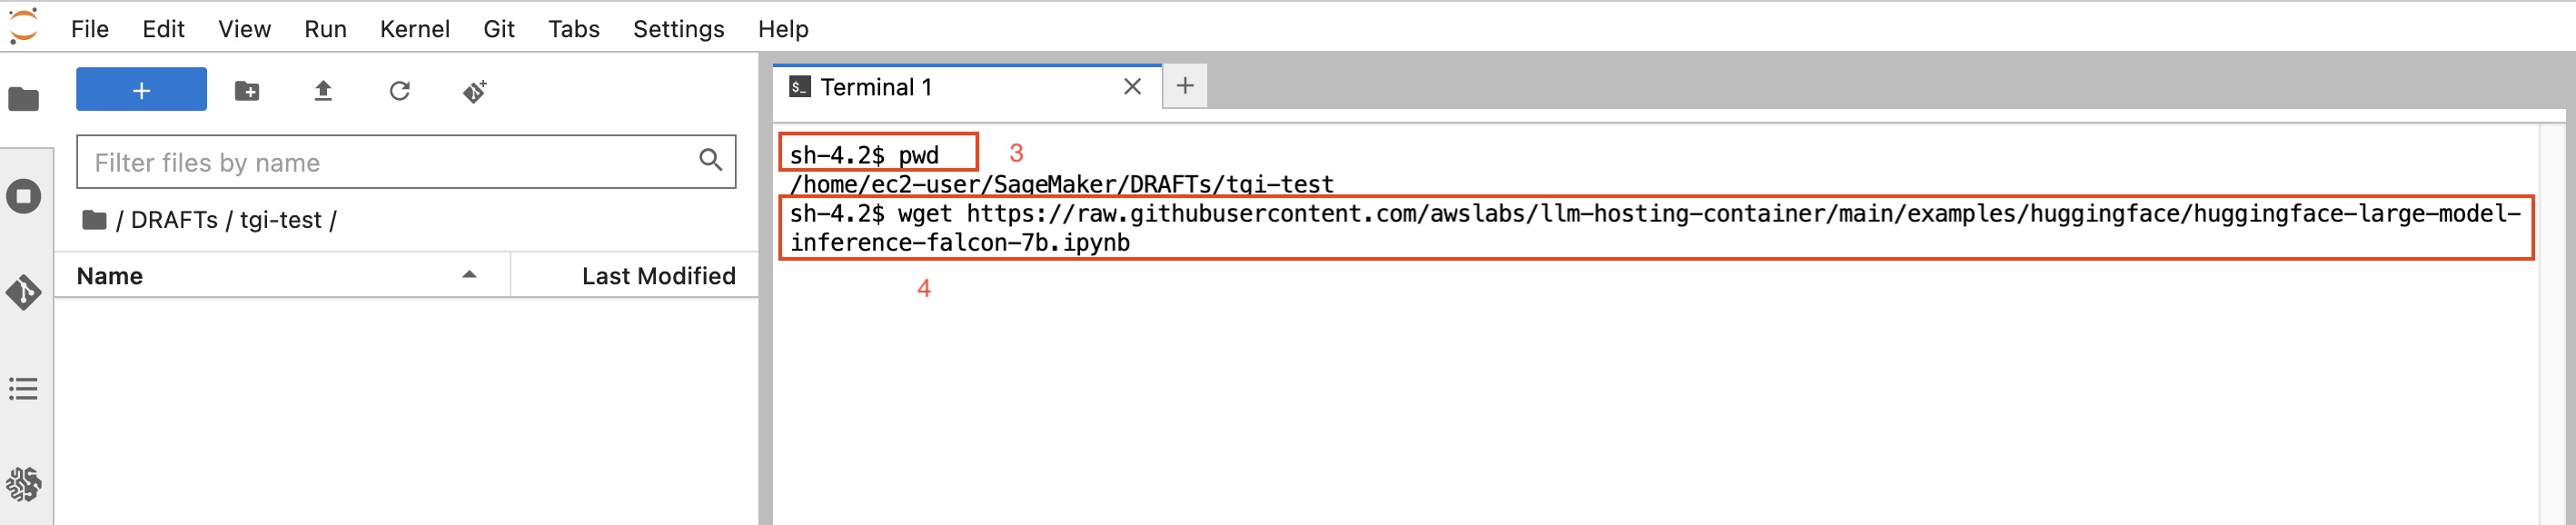 File Edit View Run Kernel Git Tabs Settings Help
+
Filter files by name
/ DRAFTs / tgi-test /
Name Last Modified
$_ Terminal 1 × +
sh-4.2$ pwd 3
/home/ec2-user/SageMaker/DRAFTs/tgi-test
sh-4.2$ wget https://raw.githubusercontent.com/awslabs/llm-hosting-container/main/examples/huggingface/huggingface-large-model-
inference-falcon-7b.ipynb
4